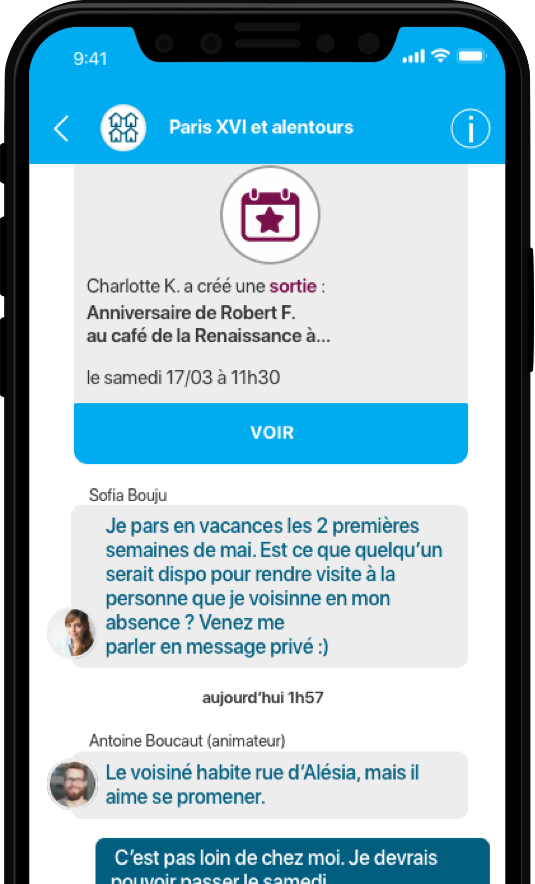 9:41
Paris XVI et alentours
Charlotte K. a créé une sortie :
Anniversaire de Robert F.
au café de la Renaissance à...
le samedi 17/03 à 11h30
VOIR
Sofia Bouju
Je pars en vacances les 2 premières
semaines de mai. Est ce que quelqu'un
serait dispo pour rendre visite à la
personne que je voisinne en mon
absence ? Venez me
parler en message privé :)
aujourd'hui 1h57
Antoine Boucaut (animateur)
Le voisiné habite rue d'Alésia, mais il
aime se promener.
C'est pas loin de chez moi. Je devrais
pouvoir passer le samedi